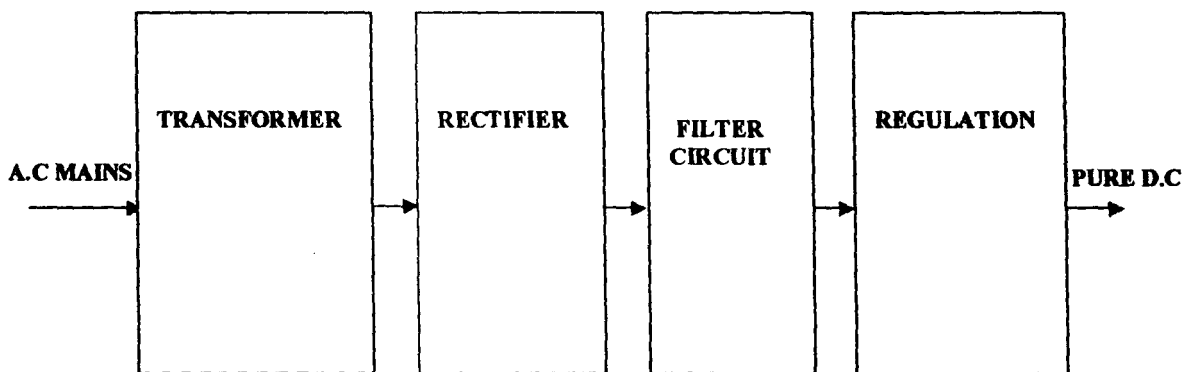 TRANSFORMER
RECTIFIER
FILTER
CIRCUIT
REGULATION
A.C MAINS
PURE D.C